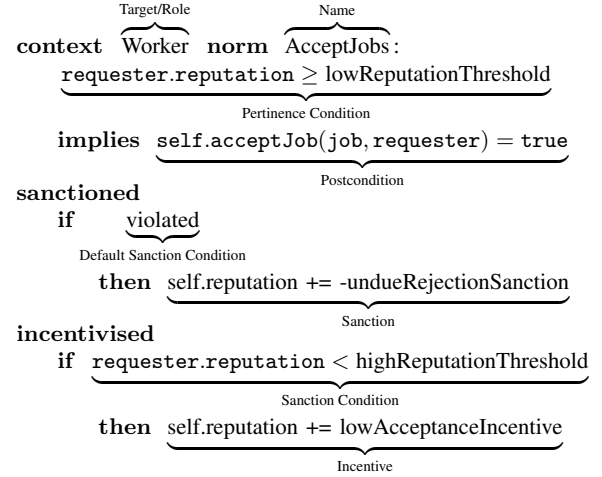 Target/Role Name
context Worker norm AcceptJobs:
requester.reputation ≥ lowReputationThreshold
Pertinence Condition
implies self.acceptJob(job,requester) = true
Postcondition
sanctioned
if violated
Default Sanction Condition
then self.reputation += -undueRejectionSanction
Sanction
incentivised
if requester.reputation < highReputationThreshold
Sanction Condition
then self.reputation += lowAcceptanceIncentive
Incentive